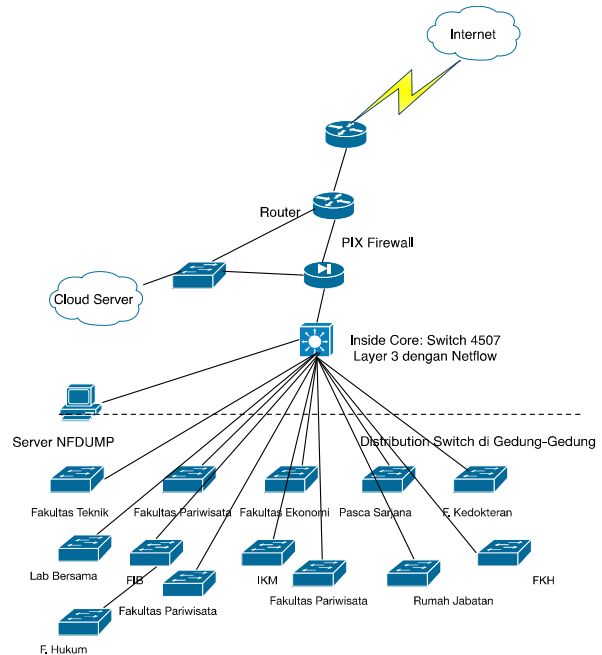 Internet
Router
PIX Firewall
Cloud Server
Inside Core: Switch 4507
Layer 3 dengan Netflow
Server NFDUMP
Distribution Switch di Gedung-Gedung
Fakultas Teknik
Fakultas Pariwisata
Fakultas Ekonomi
Pasca Sarjana
F. Kedokteran
Lab Bersama
FIB
IKM
FKH
Fakultas Pariwisata
Fakultas Pariwisata
Rumah Jabatan
F. Hukum